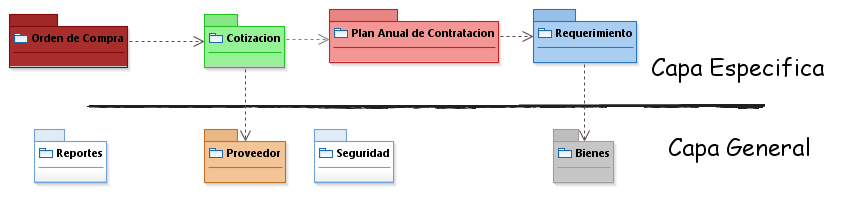 Orden de Compra
Cotizacion
Plan Anual de Contratacion
Requerimiento
Capa Especifica
Reportes
Proveedor
Seguridad
Bienes
Capa General